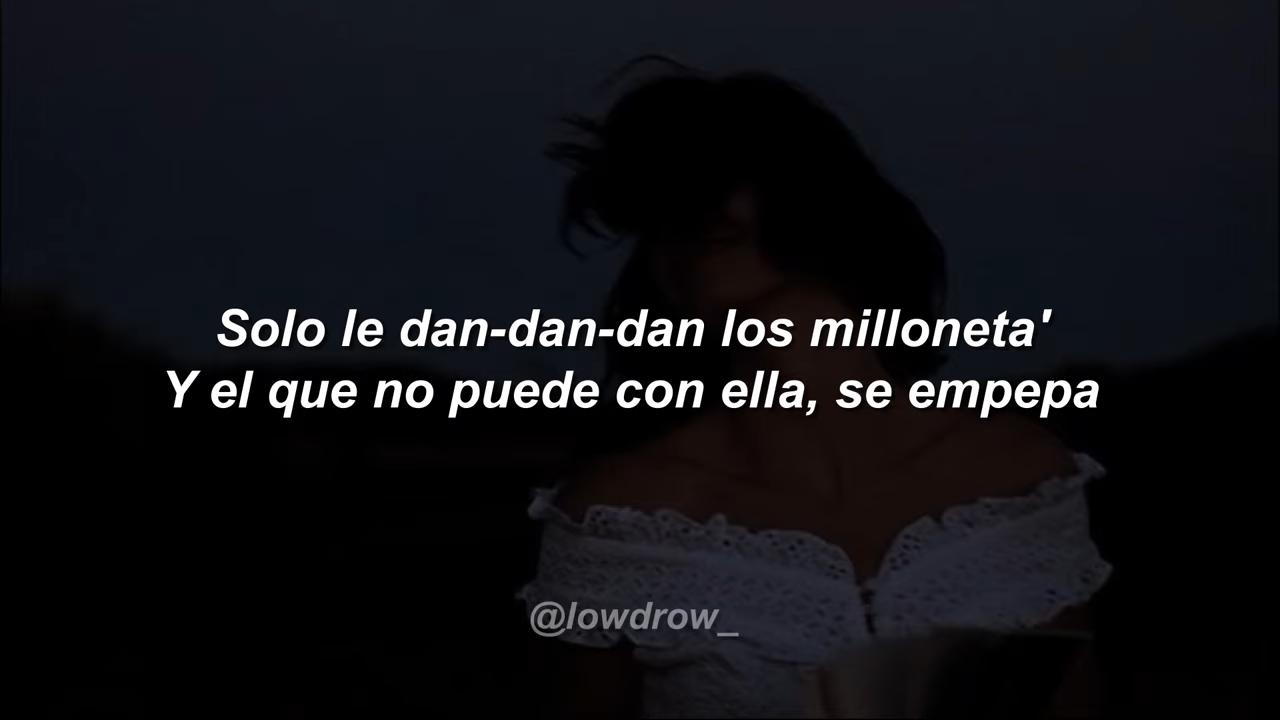 Solo le dan-dan-dan los milloneta'
Y el que no puede con ella, se empepa
@lowdrow_